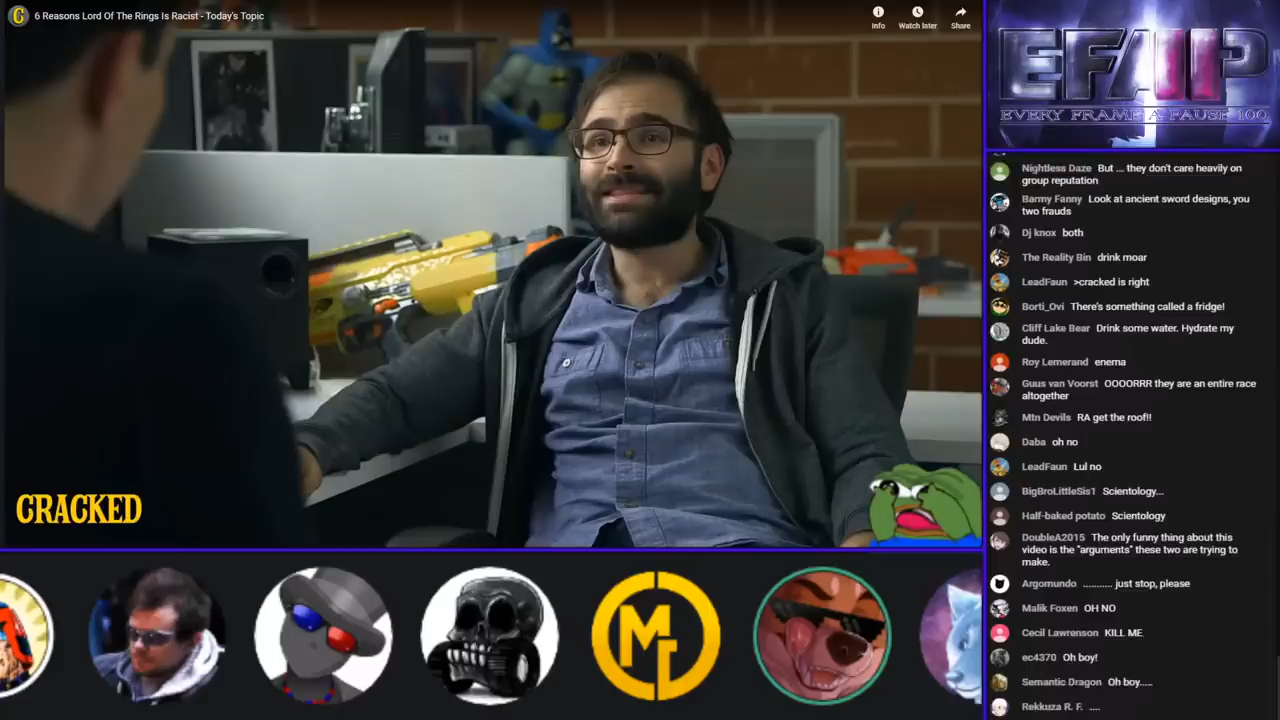 6 Reasons Lord Of The Rings Is Racist - Today's Topic
Info
Watch later
Share
CRACKED
EFAP
EVERY FRAME A PAUSE 100
Nightless Daze But ... they don't care heavily on
group reputation
Barmy Fanny Look at ancient sword designs, you
two frauds
Dj knox both
The Reality Bin drink moar
LeadFaun >cracked is right
Borti_Ovi There's something called a fridge!
Cliff Lake Bear Drink some water. Hydrate my
dude.
Roy Lemerand enema
Guus van Voorst OOOORRR they are an entire race
altogether
Mtn Devils RA get the roof!!
Daba oh no
LeadFaun Lul no
BigBroLittleSis1 Scientology...
Half-baked potato Scientology
DoubleA2015 The only funny thing about this
video is the "arguments" these two are trying to
make.
Argomundo ........... just stop, please
Malik Foxen OH NO
Cecil Lawrenson KILL ME
ec4370 Oh boy!
Semantic Dragon Oh boy.....
Rekkuza R. F. ....